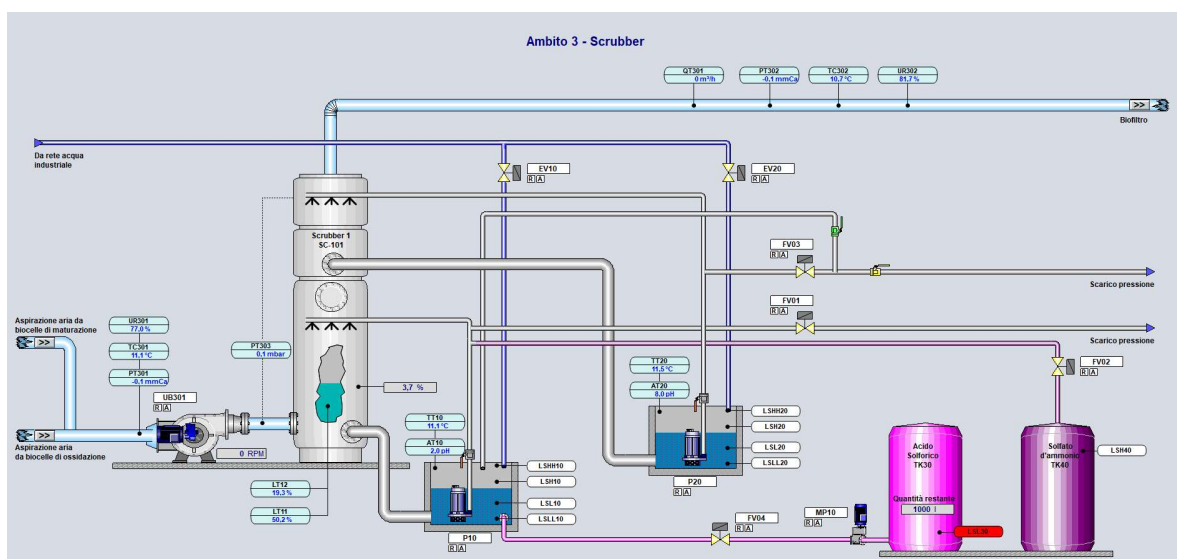 Ambito 3 - Scrubber
QT301
0 m³/h
PT302
-0.1 mmCa
TC302
10.7 °C
UR302
81.7 %
>>
Biofiltro
Da rete acqua
industriale
EV10
R A
EV20
R A
Scrubber 1
SC-101
FV03
R A
Scarico pressione
FV01
R A
Scarico pressione
Aspirazione aria da
biocelle di maturazione
>>
UR301
77,0 %
TC301
11,1 °C
PT301
-0,1 mmCa
PT303
0,1 mbar
UB301
R A
>>
Aspirazione aria
da biocelle di ossidazione
0 RPM
3,7 %
LT12
19,3 %
LT11
50,2 %
TT10
11.1 °C
AT10
2,0 pH
LSHH10
LSH10
LSL10
LSLL10
P10
R A
TT20
11,5 °C
AT20
8,0 pH
LSHH20
LSH20
LSL20
LSLL20
P20
R A
FV02
R A
FV04
R A
MP10
R A
Acido
Solforico
TK30
Quantità restante
1000 l
LSL30
Solfato
d'ammonio
TK40
LSH40